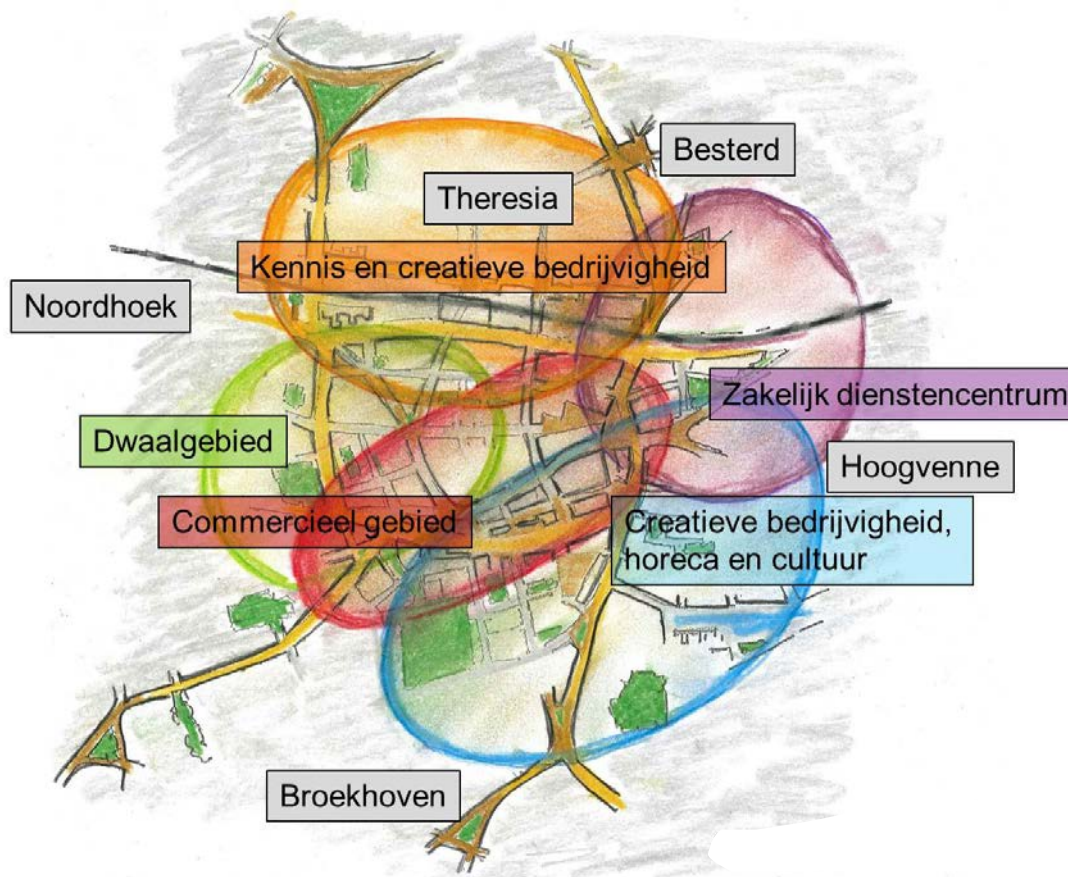 Besterd
Theresia
Kennis en creatieve bedrijvigheid
Noordhoek
Zakelijk dienstencentrum
Dwaalgebied
Hoogvenne
Commercieel gebied
Creatieve bedrijvigheid,
horeca en cultuur
Broekhoven